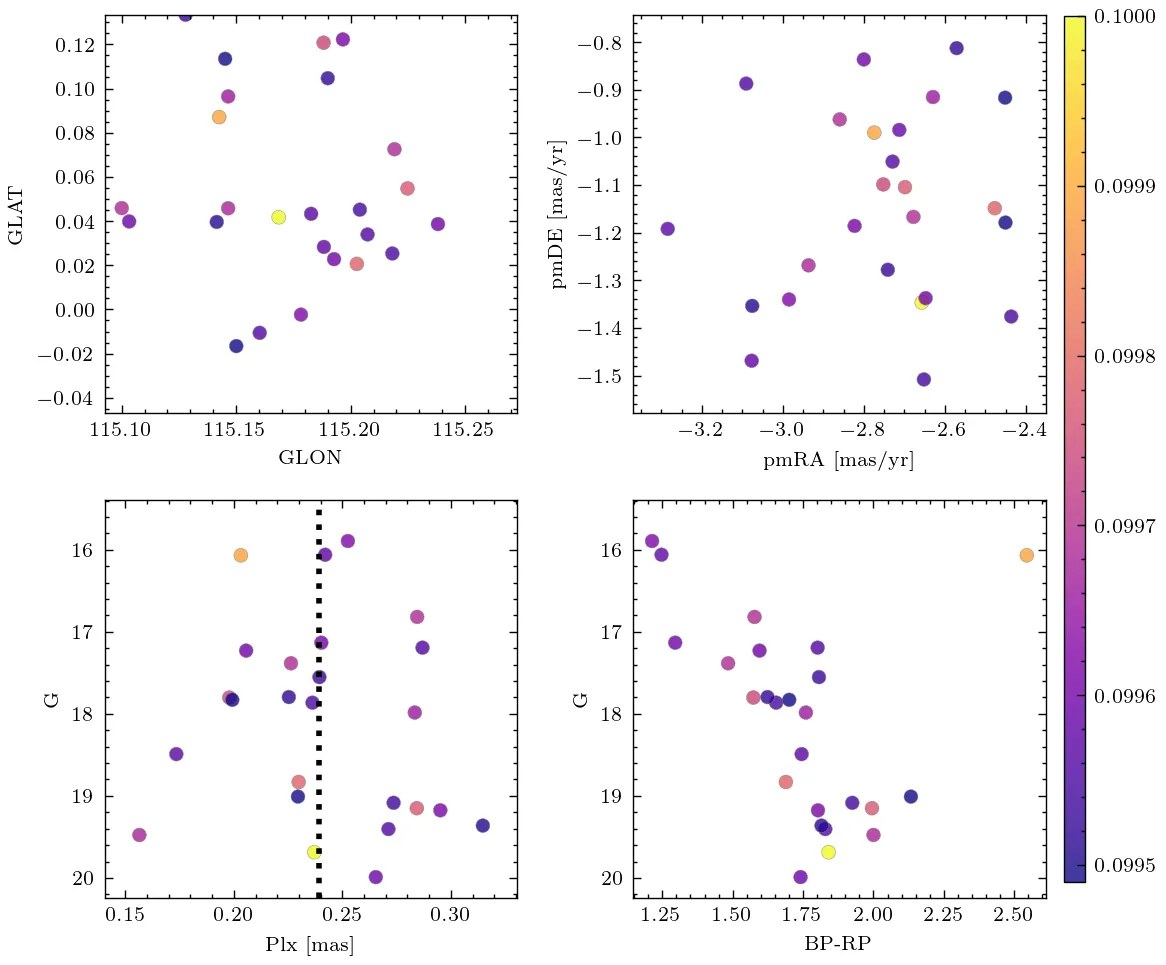 0.12
0.10
0.08
0.06
0.04
0.02
0.00
−0.02
−0.04
GLAT
115.10 115.15 115.20 115.25
GLON
−0.8
−0.9
−1.0
−1.1
−1.2
−1.3
−1.4
−1.5
pmDE [mas/yr]
−3.2 −3.0 −2.8 −2.6 −2.4
pmRA [mas/yr]
0.1000
0.0999
0.0998
0.0997
0.0996
0.0995
16
17
18
19
20
G
0.15 0.20 0.25 0.30
Plx [mas]
16
17
18
19
20
G
1.25 1.50 1.75 2.00 2.25 2.50
BP-RP